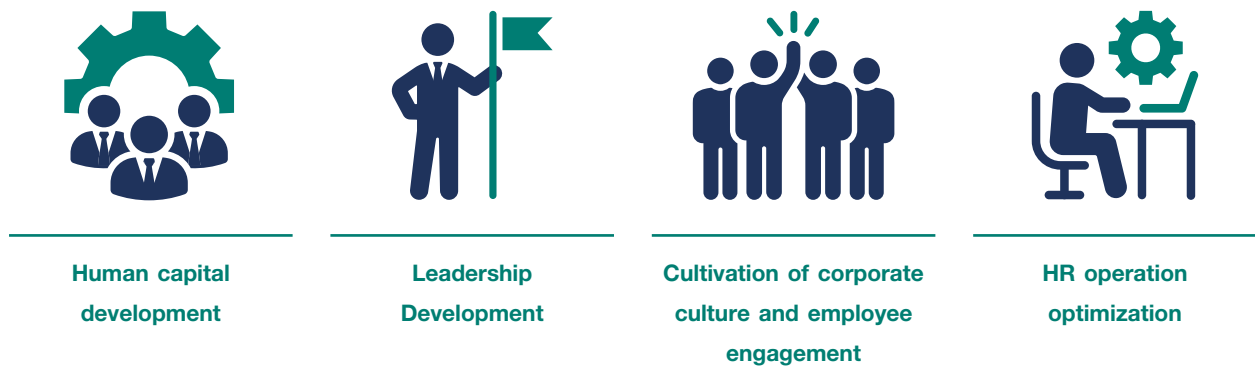 Human capital
development
Leadership
Development
Cultivation of corporate
culture and employee
engagement
HR operation
optimization